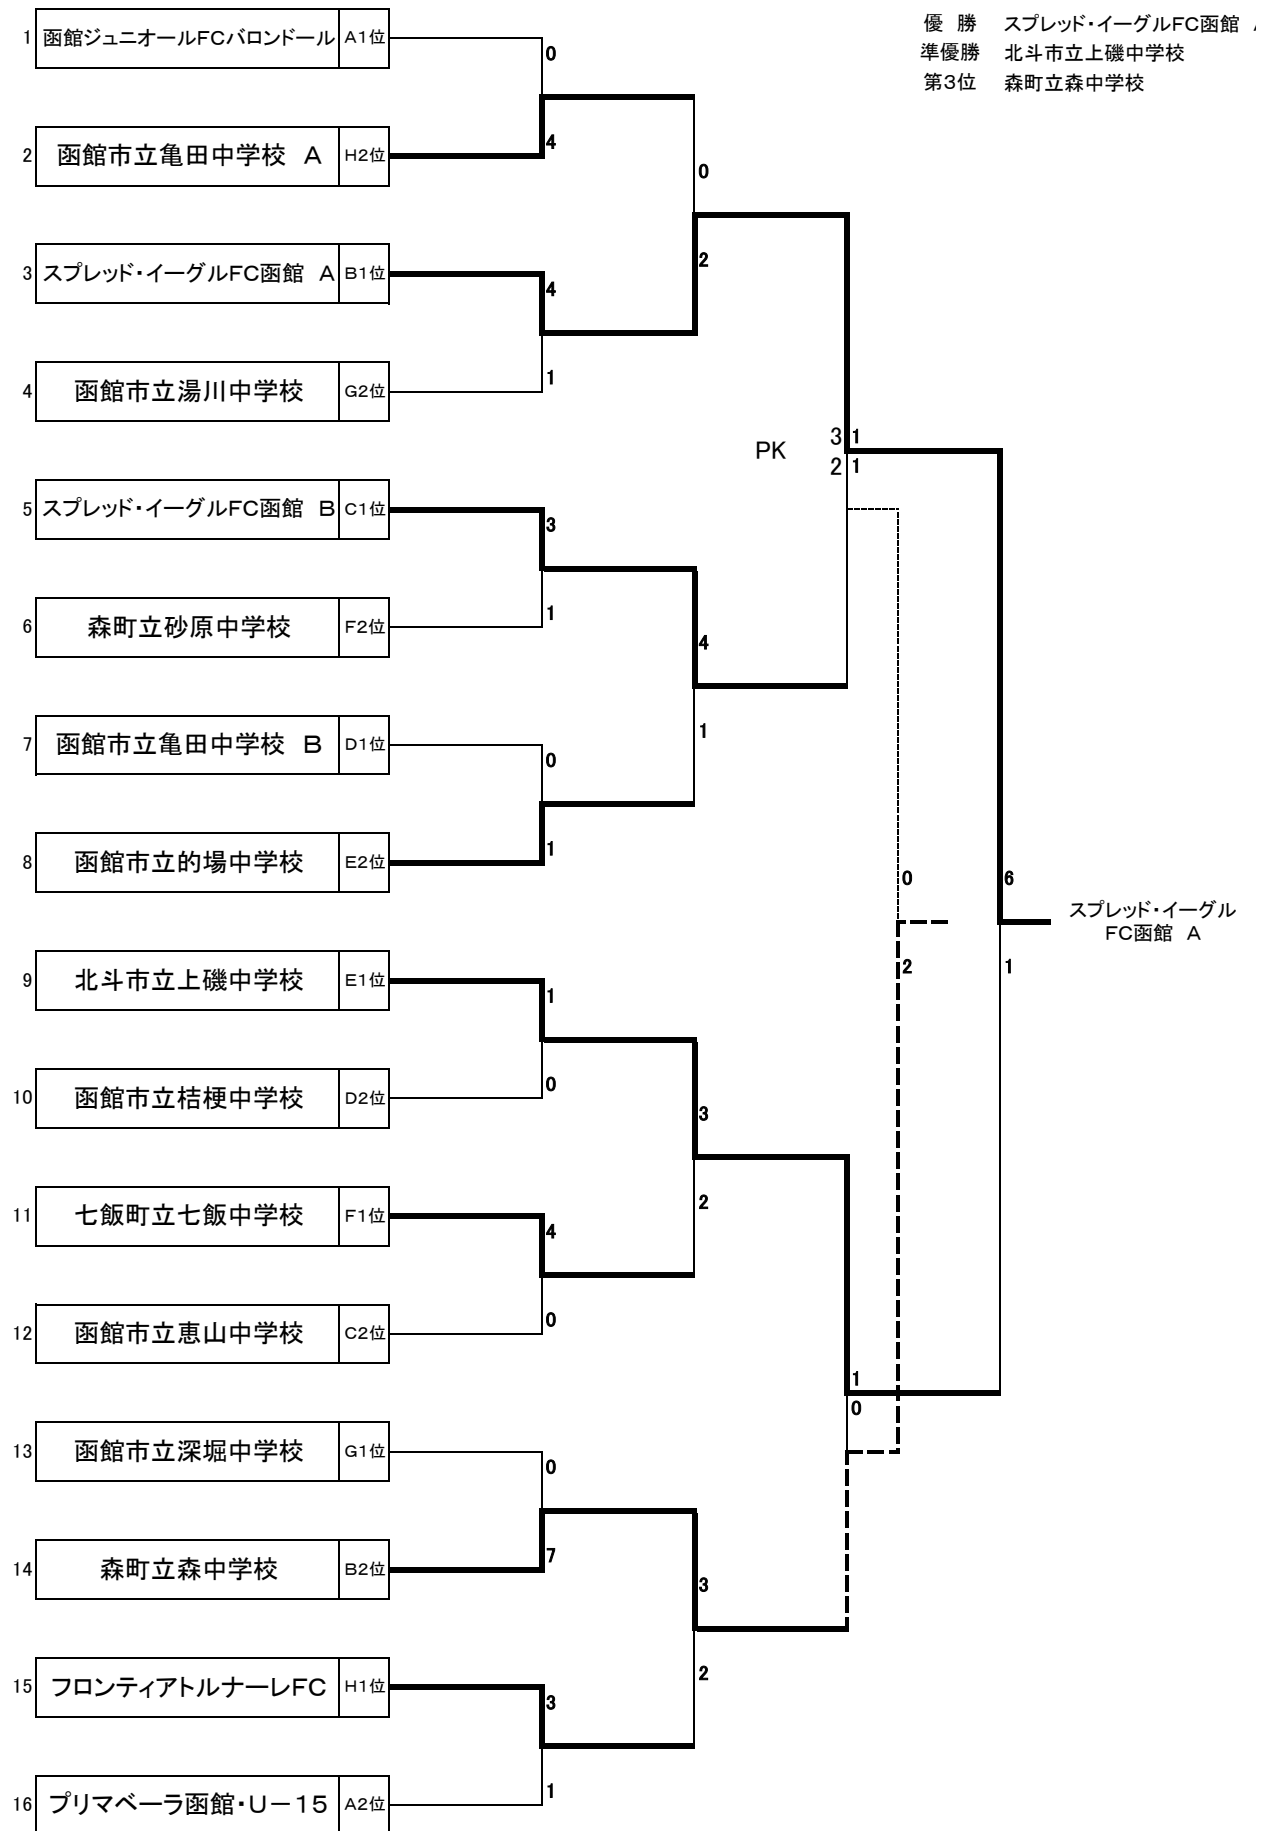 優 勝 スプレッド・イーグルFC函館
準優勝 北斗市立上磯中学校
第3位 森町立森中学校
1 函館ジュニオールFCバロンドール A1位
0
4
2 函館市立亀田中学校 A H2位
0
2
3 スプレッド・イーグルFC函館 A B1位
4
1
4 函館市立湯川中学校 G2位
PK
3 1
2 1
5 スプレッド・イーグルFC函館 B C1位
3
1
6 森町立砂原中学校 F2位
4
1
7 函館市立亀田中学校 B D1位
0
1
8 函館市立的場中学校 E2位
0
2
6
1
スプレッド・イーグル
FC函館 A
9 北斗市立上磯中学校 E1位
1
0
10 函館市立桔梗中学校 D2位
3
2
11 七飯町立七飯中学校 F1位
4
0
12 函館市立恵山中学校 C2位
1
0
13 函館市立深堀中学校 G1位
0
7
14 森町立森中学校 B2位
3
2
15 フロンティアトルナーレFC H1位
3
1
16 プリマベーラ函館・U－15 A2位